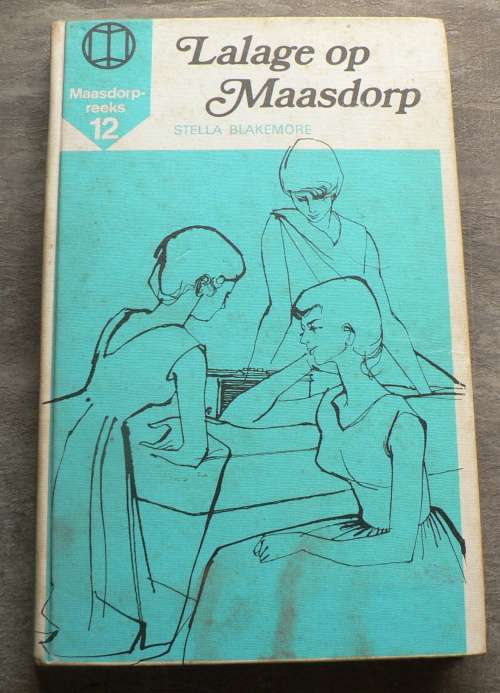 Maasdorp-
reeks
12
Lalage op
Maasdorp
STELLA BLAKEMORE